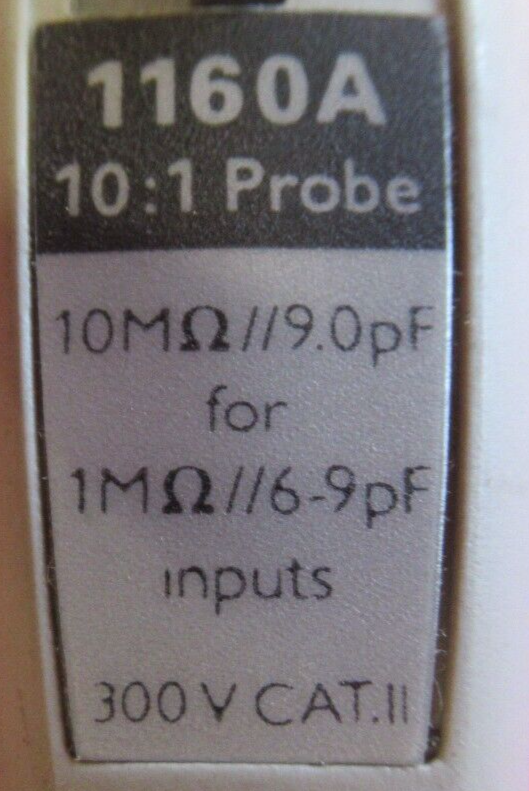 1160A
10:1 Probe
10MΩ//9.0pF
for
1MΩ//6-9pF
inputs
300 V CAT.II